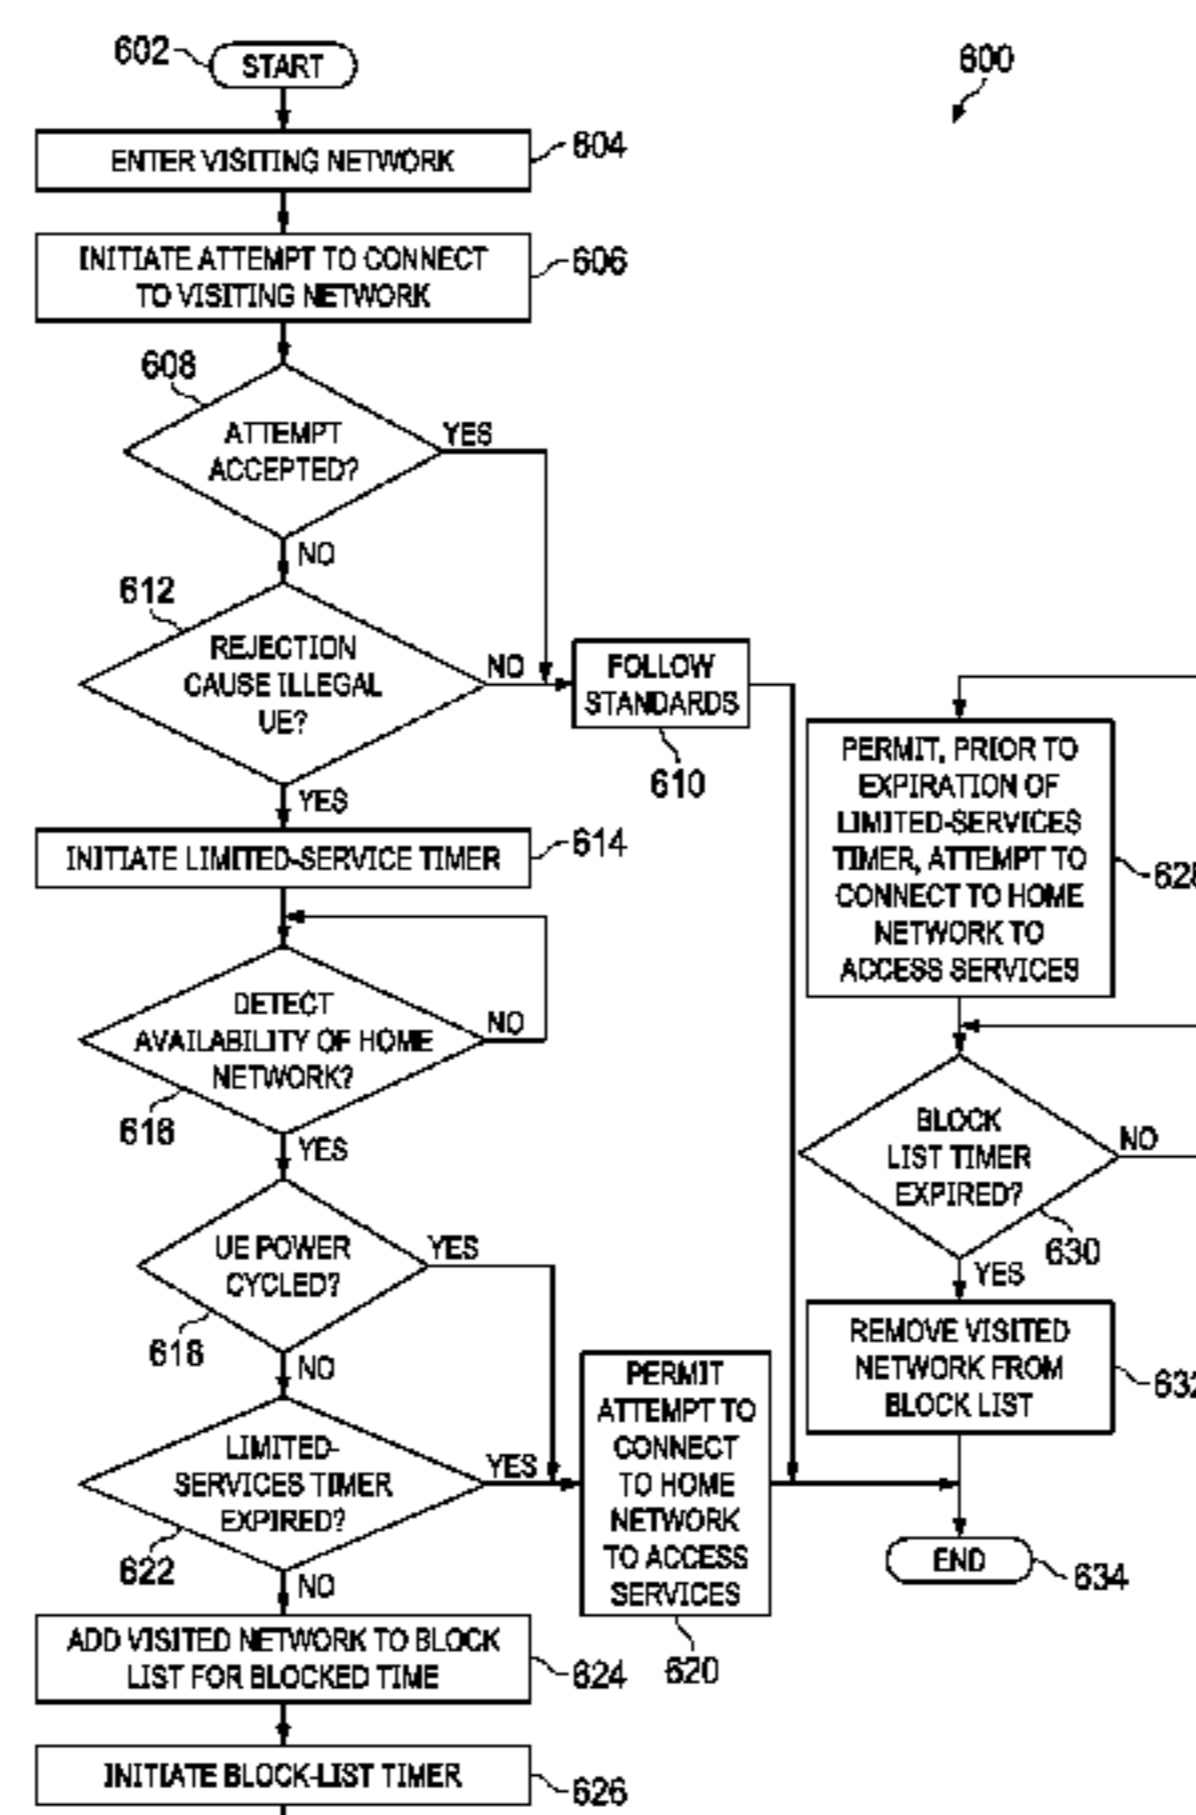 602
START
600
ENTER VISITING NETWORK
604
INITIATE ATTEMPT TO CONNECT
TO VISITING NETWORK
606
608
ATTEMPT
ACCEPTED?
YES
NO
612
REJECTION
CAUSE ILLEGAL
UE?
NO
YES
FOLLOW
STANDARDS
610
INITIATE LIMITED-SERVICE TIMER
614
DETECT
AVAILABILITY OF HOME
NETWORK?
NO
616
YES
UE POWER
CYCLED?
YES
618
NO
LIMITED-
SERVICES TIMER
EXPIRED?
YES
622
NO
PERMIT
ATTEMPT TO
CONNECT
TO HOME
NETWORK
TO ACCESS
SERVICES
620
ADD VISITED NETWORK TO BLOCK
LIST FOR BLOCKED TIME
624
INITIATE BLOCK-LIST TIMER
626
PERMIT, PRIOR TO
EXPIRATION OF
LIMITED-SERVICES
TIMER, ATTEMPT TO
CONNECT TO HOME
NETWORK TO
ACCESS SERVICES
628
BLOCK
LIST TIMER
EXPIRED?
NO
630
YES
REMOVE VISITED
NETWORK FROM
BLOCK LIST
632
END
634